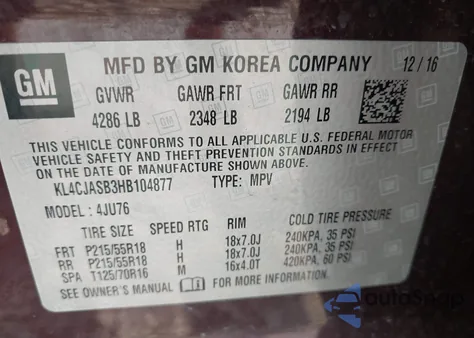 GM MFD BY GM KOREA COMPANY 12/16
GVWR GAWR FRT GAWR RR
4286 LB 2348 LB 2194 LB
THIS VEHICLE CONFORMS TO ALL APPLICABLE U.S. FEDERAL MOTOR
VEHICLE SAFETY AND THEFT PREVENTION STANDARDS IN EFFECT
ON THE DATE OF MANUFACTURE SHOWN ABOVE.
KL4CJASB3HB104877 TYPE: MPV
MODEL: 4JU76
TIRE SIZE SPEED RTG RIM COLD TIRE PRESSURE
FRT P215/55R18 H 18x7.0J 240KPA, 35 PSI
RR P215/55R18 H 18x7.0J 240KPA, 35 PSI
SPA T125/70R16 M 16x4.0T 420KPA, 60 PSI
SEE OWNER'S MANUAL FOR MORE INFORMATION.
autoSnap